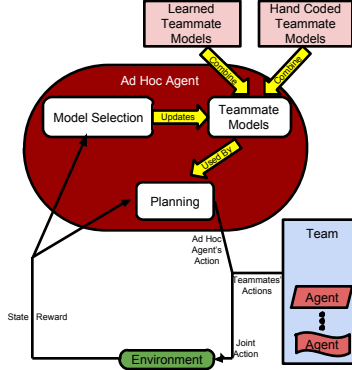 Learned
Teammate
Models
Hand Coded
Teammate
Models
Combine
Combine
Ad Hoc Agent
Model Selection
Updates
Teammate
Models
Used By
Planning
Ad Hoc
Agent's
Action
Team
Teammates'
Actions
Agent
State
Reward
Joint
Action
Agent
Environment